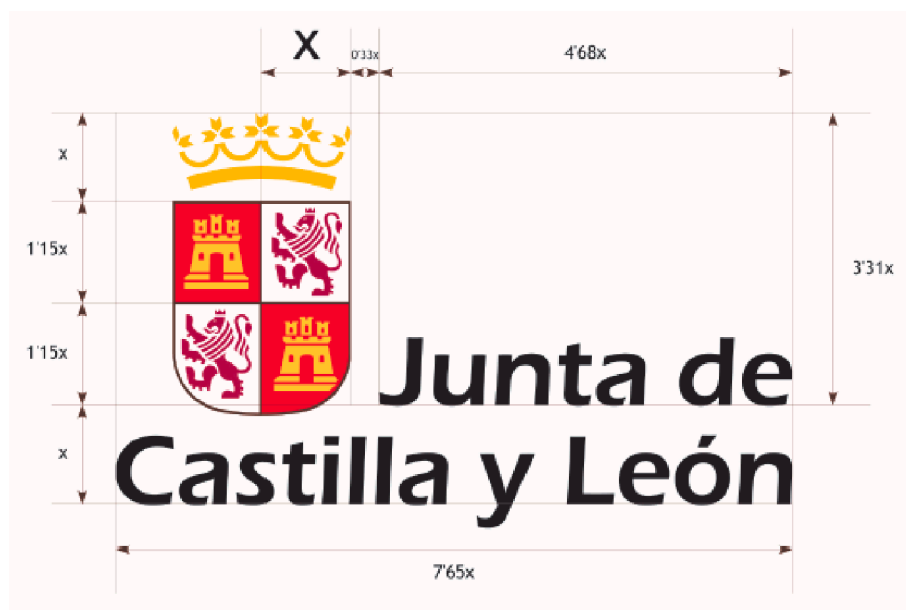 X
0'33x
4'68x
x
1'15x
3'31x
1'15x
Junta de
x
Castilla y León
7'65x